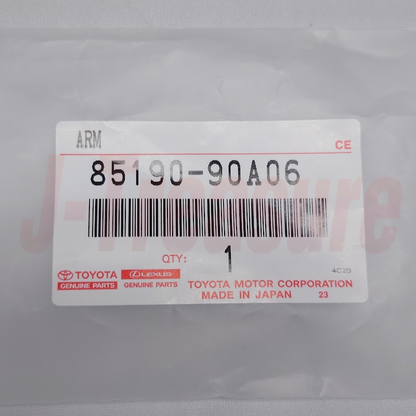 ARM
CE
85190-90A06
QTY: 1
4C29
TOYOTA LEXUS
GENUINE PARTS GENUINE PARTS
TOYOTA MOTOR CORPORATION
MADE IN JAPAN 23
J-Treasure